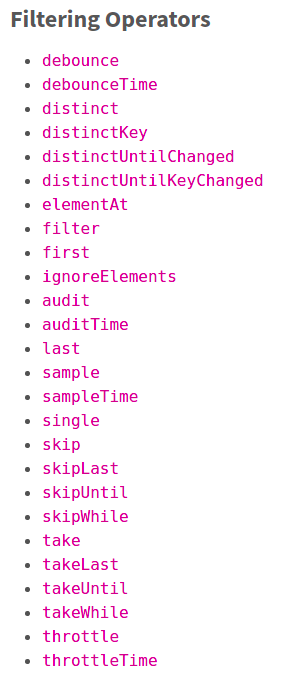 Filtering Operators
debounce
debounceTime
distinct
distinctKey
distinctUntilChanged
distinctUntilKeyChanged
elementAt
filter
first
ignoreElements
audit
auditTime
last
sample
sampleTime
single
skip
skipLast
skipUntil
skipWhile
take
takeLast
takeUntil
takeWhile
throttle
throttleTime